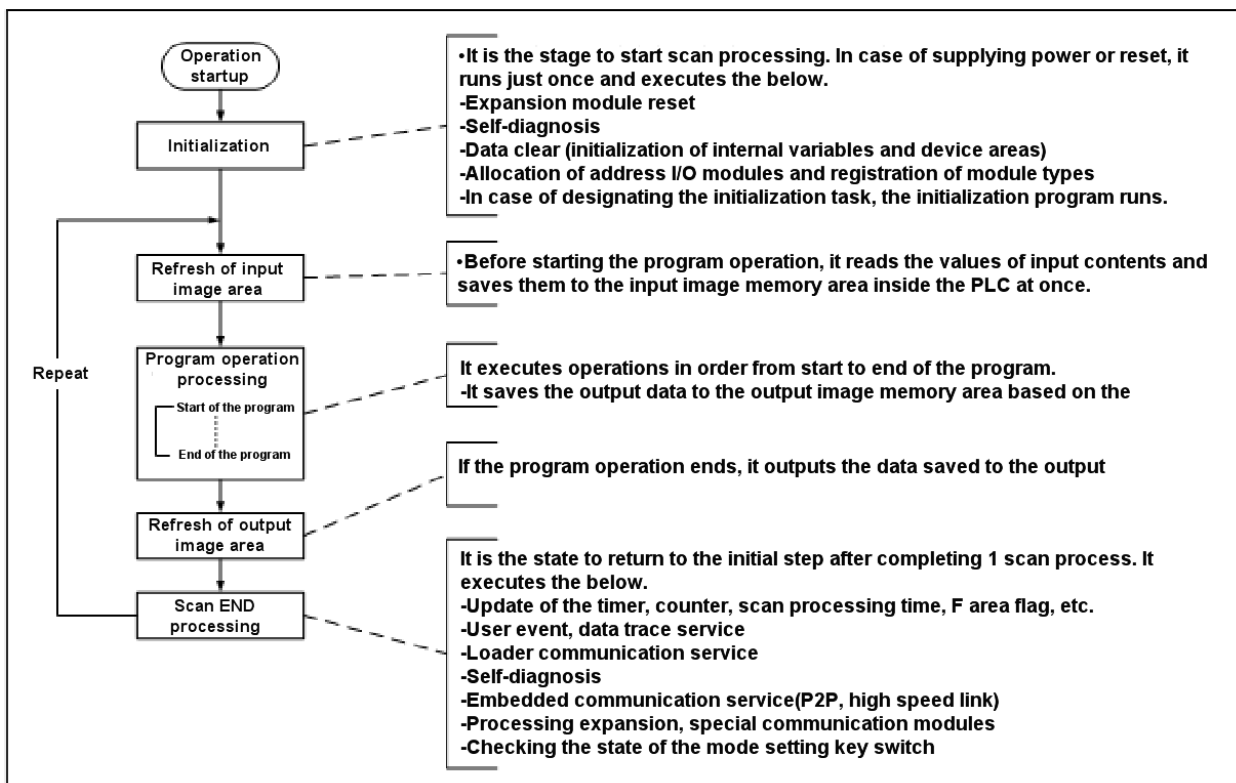 Operation
startup
Initialization
•It is the stage to start scan processing. In case of supplying power or reset, it
runs just once and executes the below.
-Expansion module reset
-Self-diagnosis
-Data clear (initialization of internal variables and device areas)
-Allocation of address I/O modules and registration of module types
-In case of designating the initialization task, the initialization program runs.
Refresh of input
image area
•Before starting the program operation, it reads the values of input contents and
saves them to the input image memory area inside the PLC at once.
Repeat
Program operation
processing
Start of the program
End of the program
It executes operations in order from start to end of the program.
-It saves the output data to the output image memory area based on the
If the program operation ends, it outputs the data saved to the output
Refresh of output
image area
Scan END
processing
It is the state to return to the initial step after completing 1 scan process. It
executes the below.
-Update of the timer, counter, scan processing time, F area flag, etc.
-User event, data trace service
-Loader communication service
-Self-diagnosis
-Embedded communication service(P2P, high speed link)
-Processing expansion, special communication modules
-Checking the state of the mode setting key switch